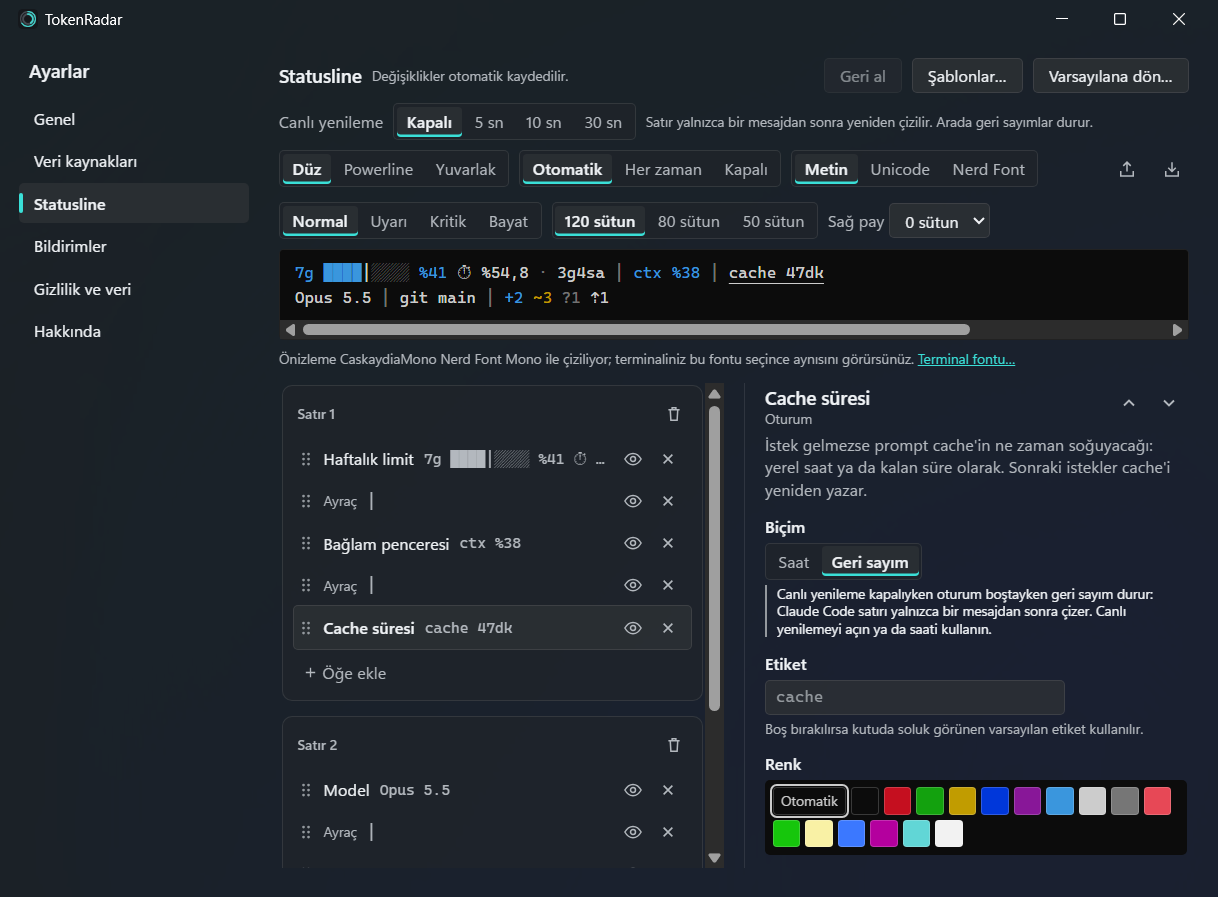 TokenRadar
Ayarlar
Genel
Veri kaynakları
Statusline
Bildirimler
Gizlilik ve veri
Hakkında
Statusline Değişiklikler otomatik kaydedilir.
Geri al Şablonlar... Varsayılana dön...
Canlı yenileme Kapalı 5 sn 10 sn 30 sn Satır yalnızca bir mesajdan sonra yeniden çizilir. Arada geri sayımlar durur.
Düz Powerline Yuvarlak Otomatik Her zaman Kapalı Metin Unicode Nerd Font
Normal Uyarı Kritik Bayat 120 sütun 80 sütun 50 sütun Sağ pay 0 sütun
7g ████│░░░░ %41 ⏱ %54,8 · 3g4sa | ctx %38 | cache 47dk
Opus 5.5 | git main | +2 ~3 ?1 ↑1
Önizleme CaskaydiaMono Nerd Font Mono ile çiziliyor; terminaliniz bu fontu seçince aynısını görürsünüz. Terminal fontu...
Satır 1
Haftalık limit 7g ████│░░░░ %41 ⏱ …
Ayraç |
Bağlam penceresi ctx %38
Ayraç |
Cache süresi cache 47dk
+ Öğe ekle
Satır 2
Model Opus 5.5
Ayraç |
Cache süresi
Oturum
İstek gelmezse prompt cache'in ne zaman soğuyacağı:
yerel saat ya da kalan süre olarak. Sonraki istekler cache'i
yeniden yazar.
Biçim
Saat Geri sayım
Canlı yenileme kapalıyken oturum boştayken geri sayım durur:
Claude Code satırı yalnızca bir mesajdan sonra çizer. Canlı
yenilemeyi açın ya da saati kullanın.
Etiket
cache
Boş bırakılırsa kutuda soluk görünen varsayılan etiket kullanılır.
Renk
Otomatik